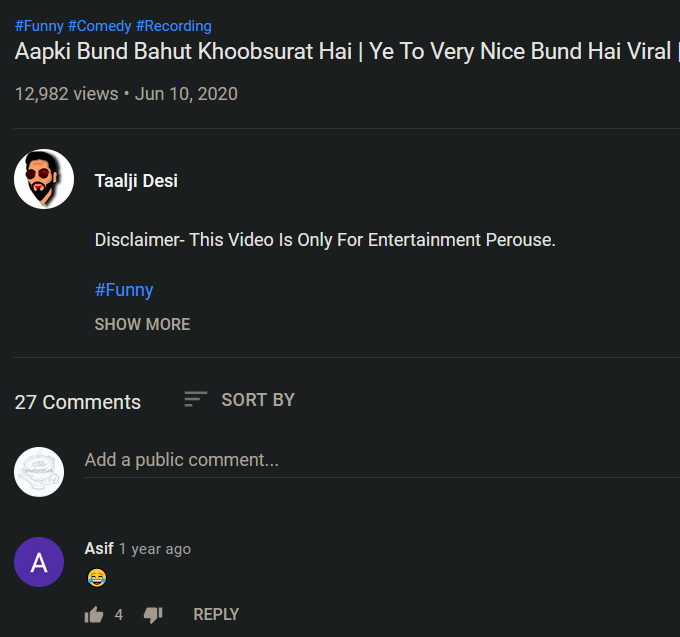 #Funny #Comedy #Recording
Aapki Bund Bahut Khoobsurat Hai | Ye To Very Nice Bund Hai Viral |
12,982 views • Jun 10, 2020
Taalji Desi
Disclaimer- This Video Is Only For Entertainment Perouse.
#Funny
SHOW MORE
27 Comments SORT BY
Add a public comment...
A
Asif 1 year ago
😂
4 REPLY